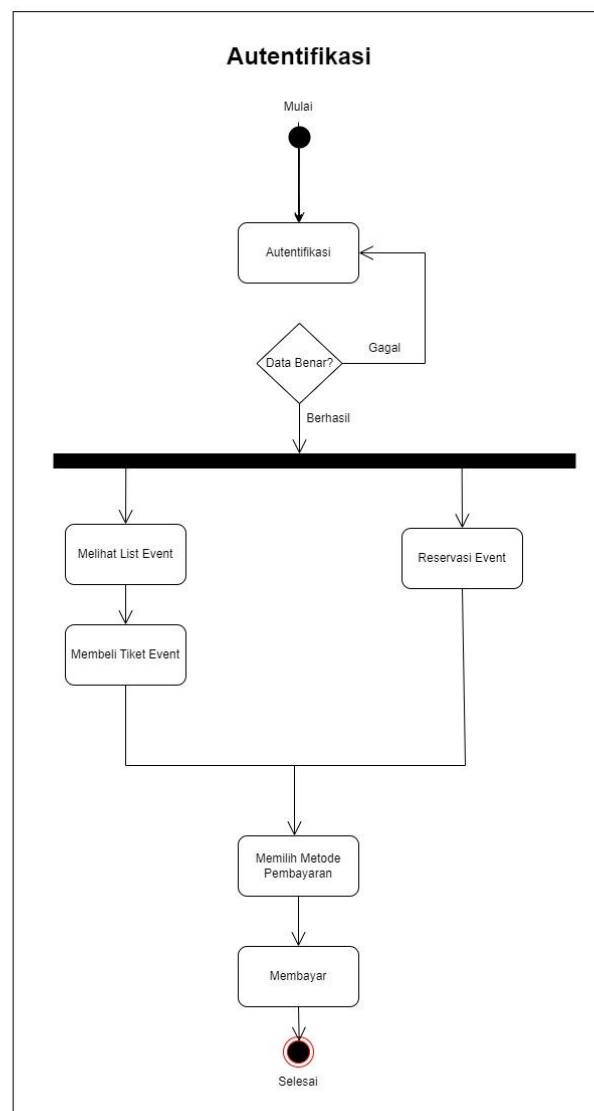 Autentifikasi
Mulai
Autentifikasi
Data Benar?
Gagal
Berhasil
Melihat List Event
Reservasi Event
Membeli Tiket Event
Memilih Metode
Pembayaran
Membayar
Selesai